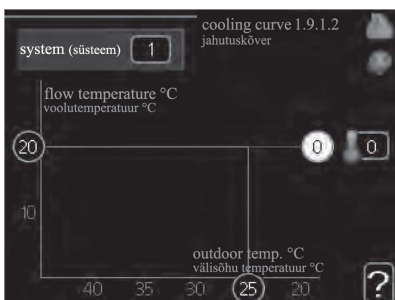 cooling curve 1.9.1.2
jahutuskõver
system (süsteem) 1
flow temperature °C
voolutemperatuur °C
20 0 0
10
outdoor temp. °C
välisõhu temperatuur °C
40 35 30 25 20 ?